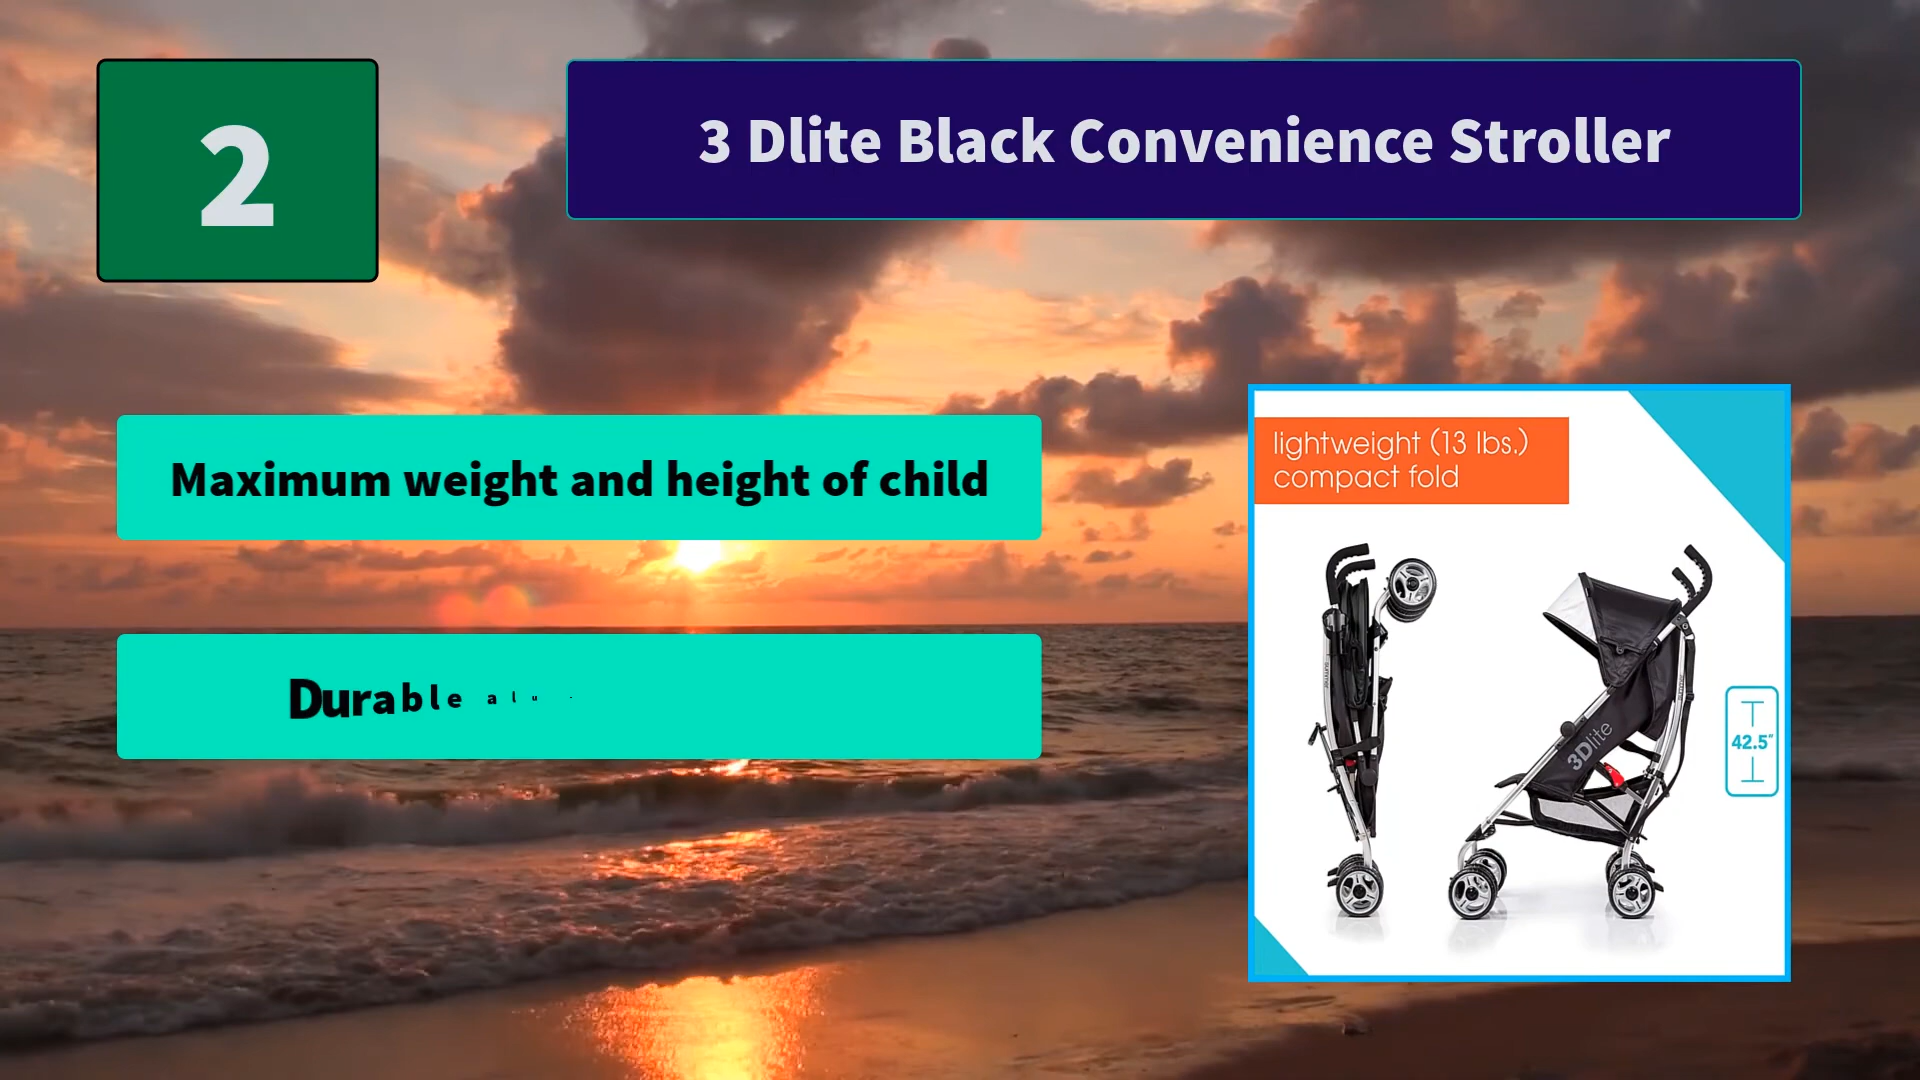 2
3 Dlite Black Convenience Stroller
Maximum weight and height of child
Durable alu
lightweight (13 lbs.)
compact fold
3Dlite
42.5"